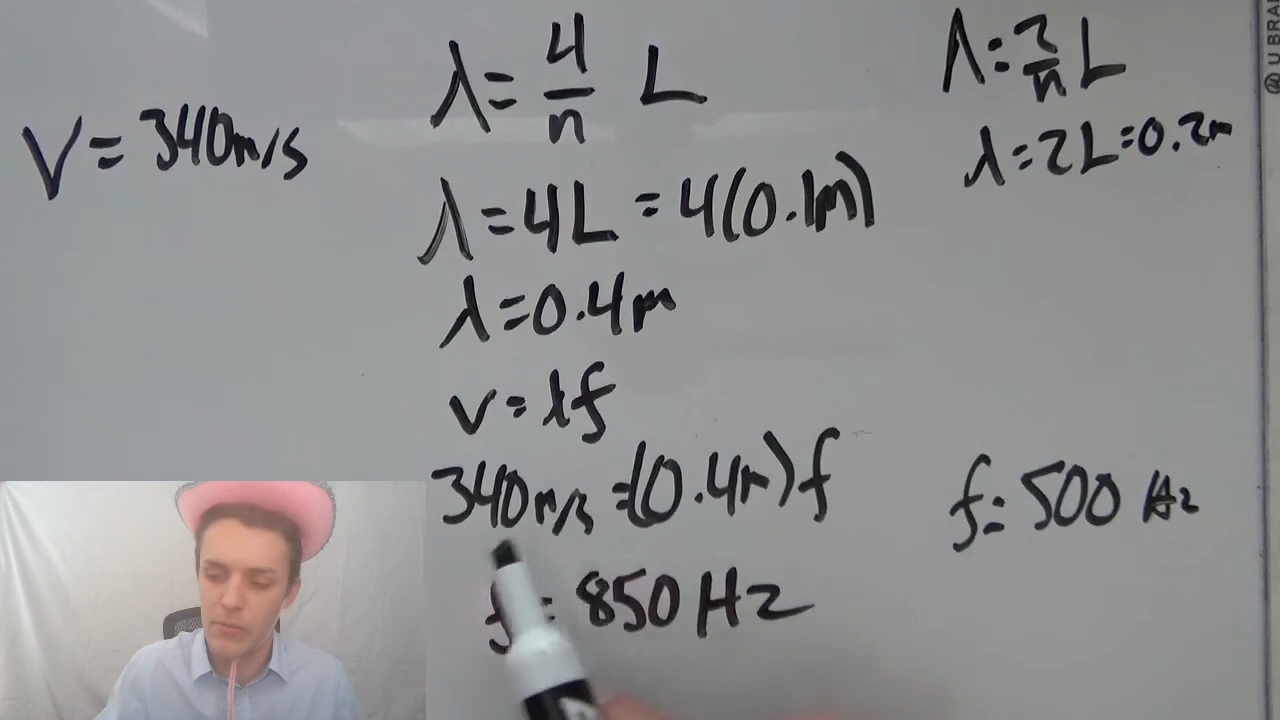 V = 340m/s
λ = 4/n L
λ = 4L = 4(0.1m)
λ = 0.4m
v = λf
340m/s = (0.4m)f
f = 850 Hz
λ = 2/n L
λ = 2L = 0.2m
f = 500 Hz
U BRA